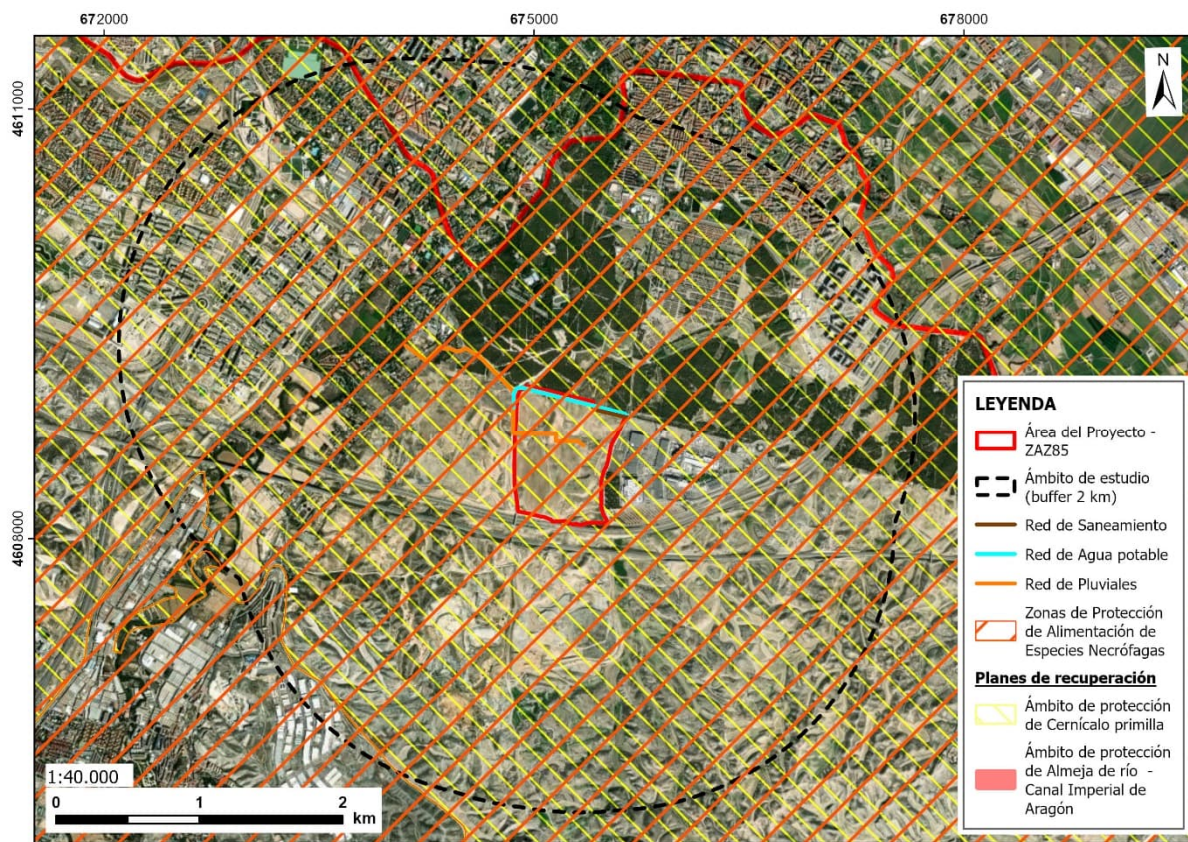 672000
675000
678000
N
4611000
4608000
LEYENDA
Área del Proyecto -
ZAZ85
Ámbito de estudio
(buffer 2 km)
Red de Saneamiento
Red de Agua potable
Red de Pluviales
Zonas de Protección
de Alimentación de
Especies Necrófagas
Planes de recuperación
Ámbito de protección
de Cernícalo primilla
Ámbito de protección
de Almeja de río -
Canal Imperial de
Aragón
1:40.000
0 1 2
km